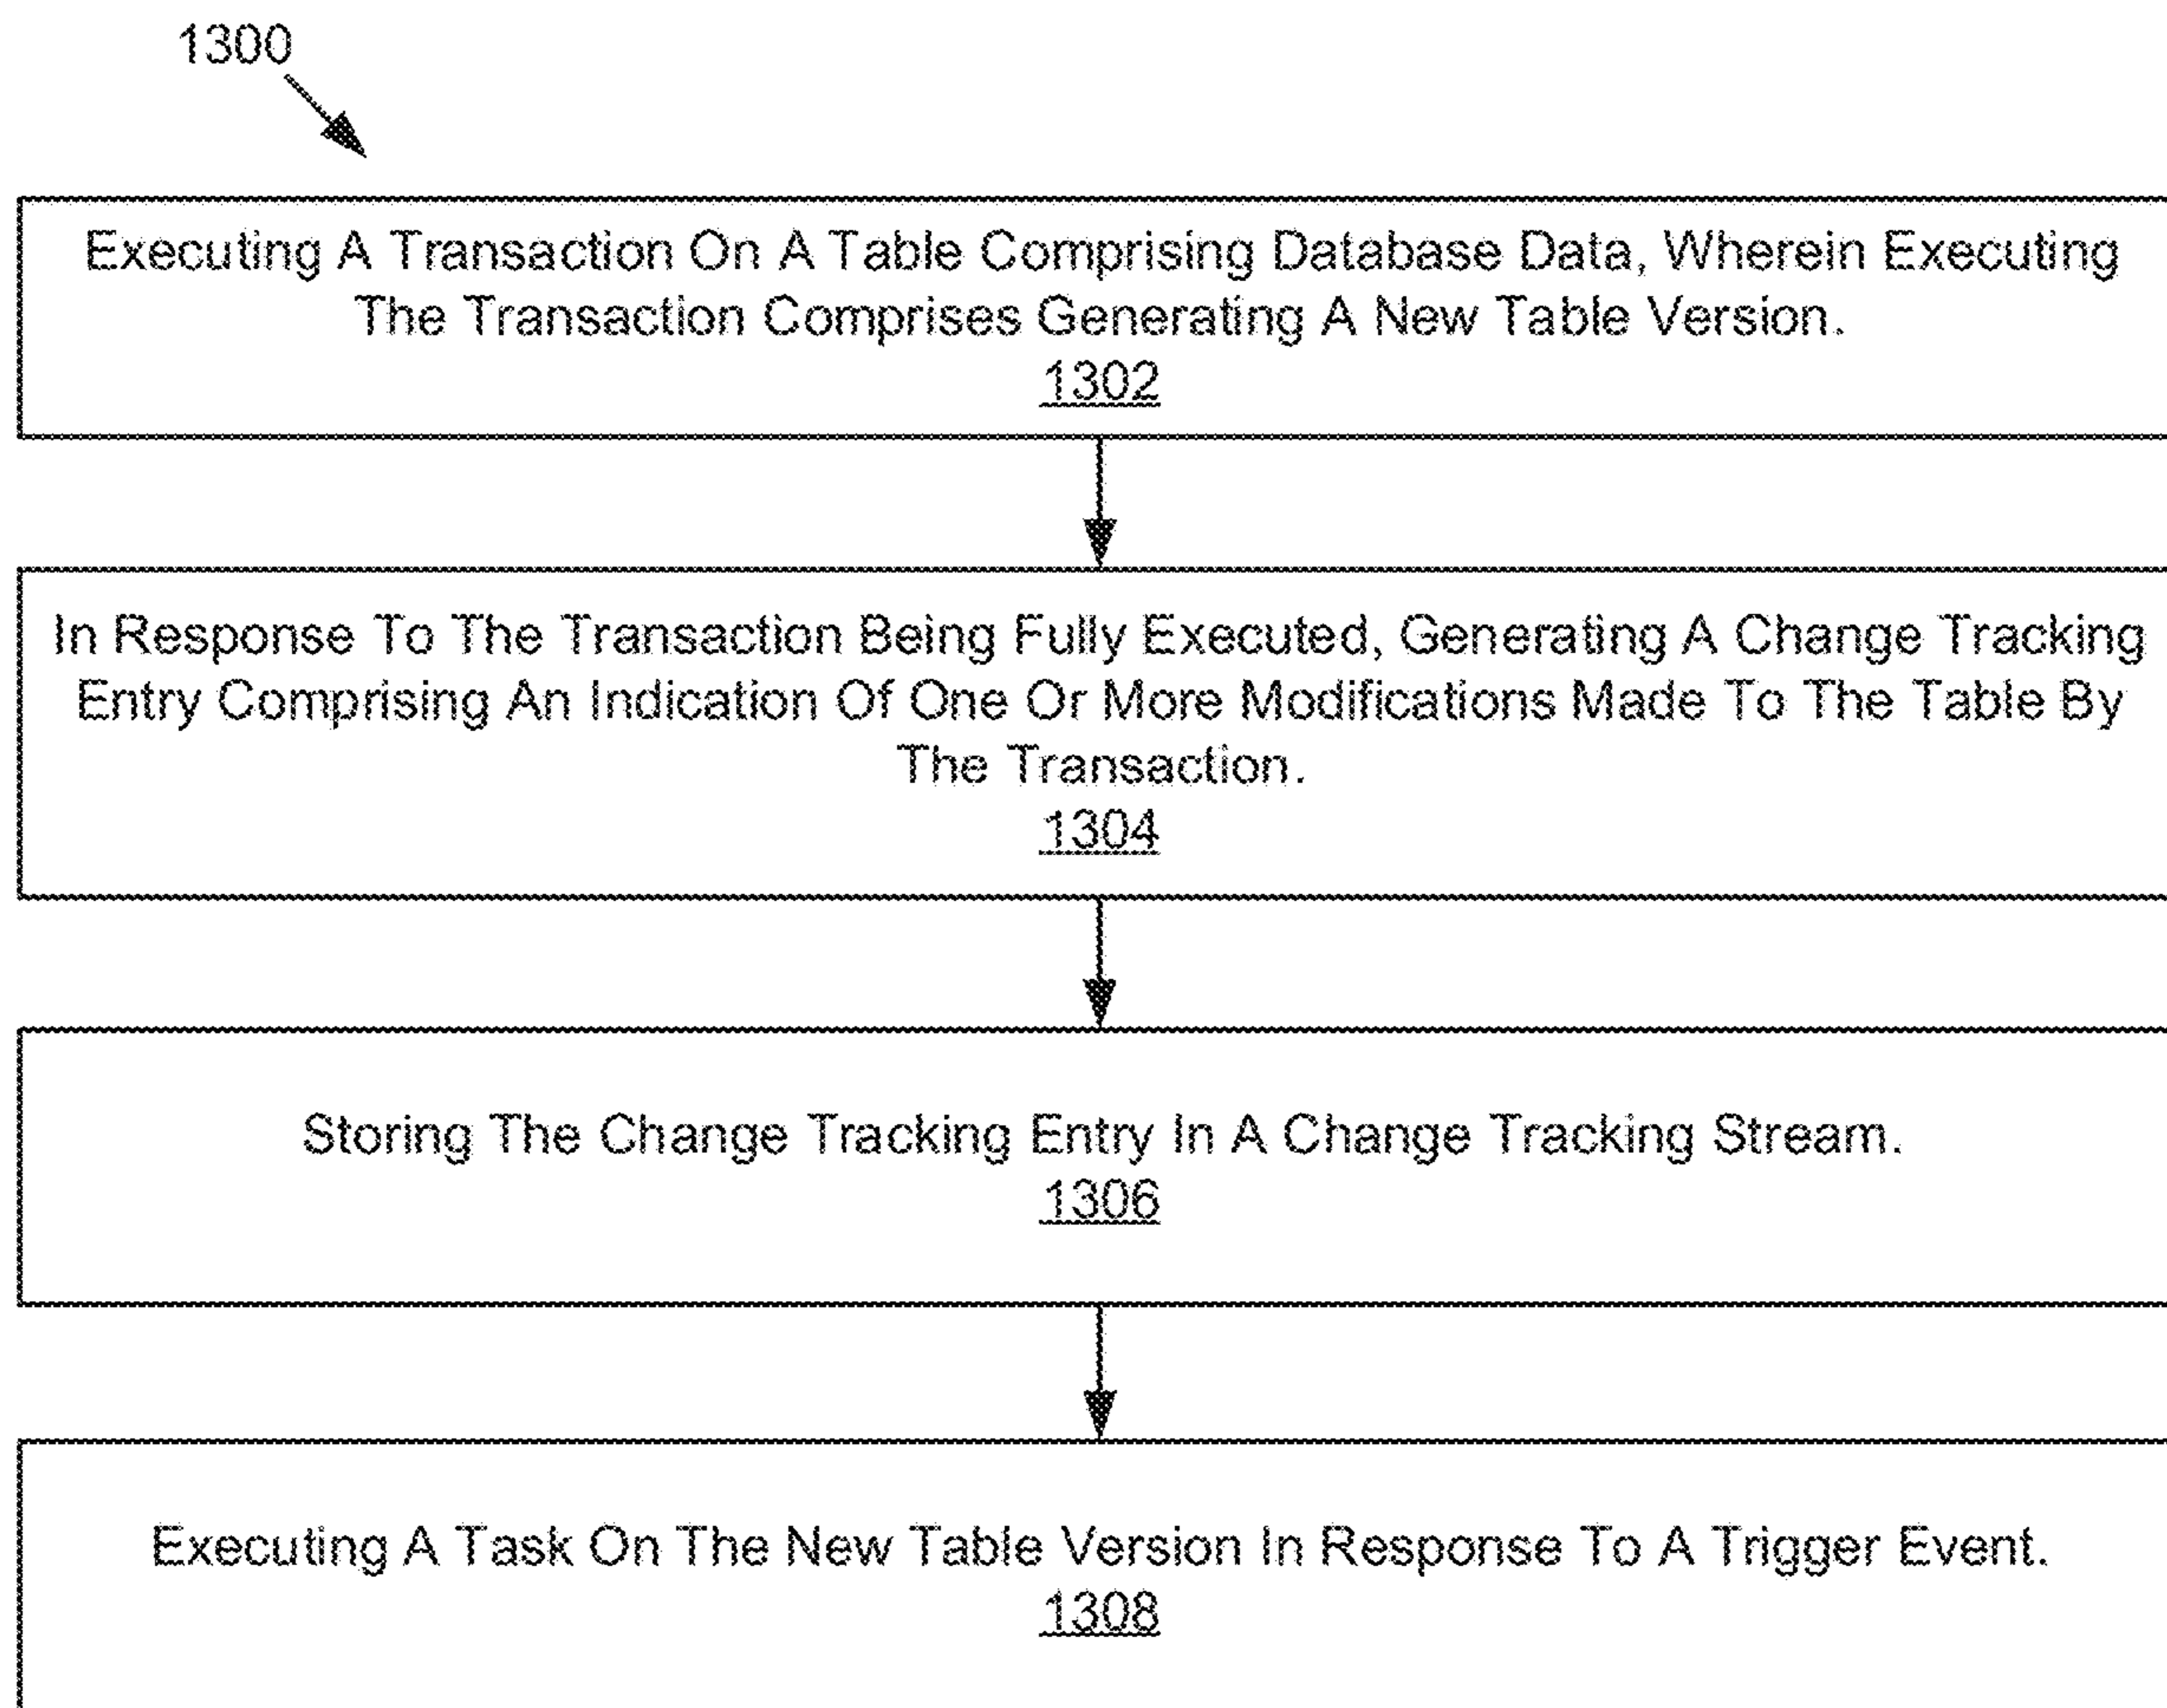 1300
Executing A Transaction On A Table Comprising Database Data, Wherein Executing
The Transaction Comprises Generating A New Table Version.
1302
In Response To The Transaction Being Fully Executed, Generating A Change Tracking
Entry Comprising An Indication Of One Or More Modifications Made To The Table By
The Transaction.
1304
Storing The Change Tracking Entry In A Change Tracking Stream.
1306
Executing A Task On The New Table Version In Response To A Trigger Event.
1308